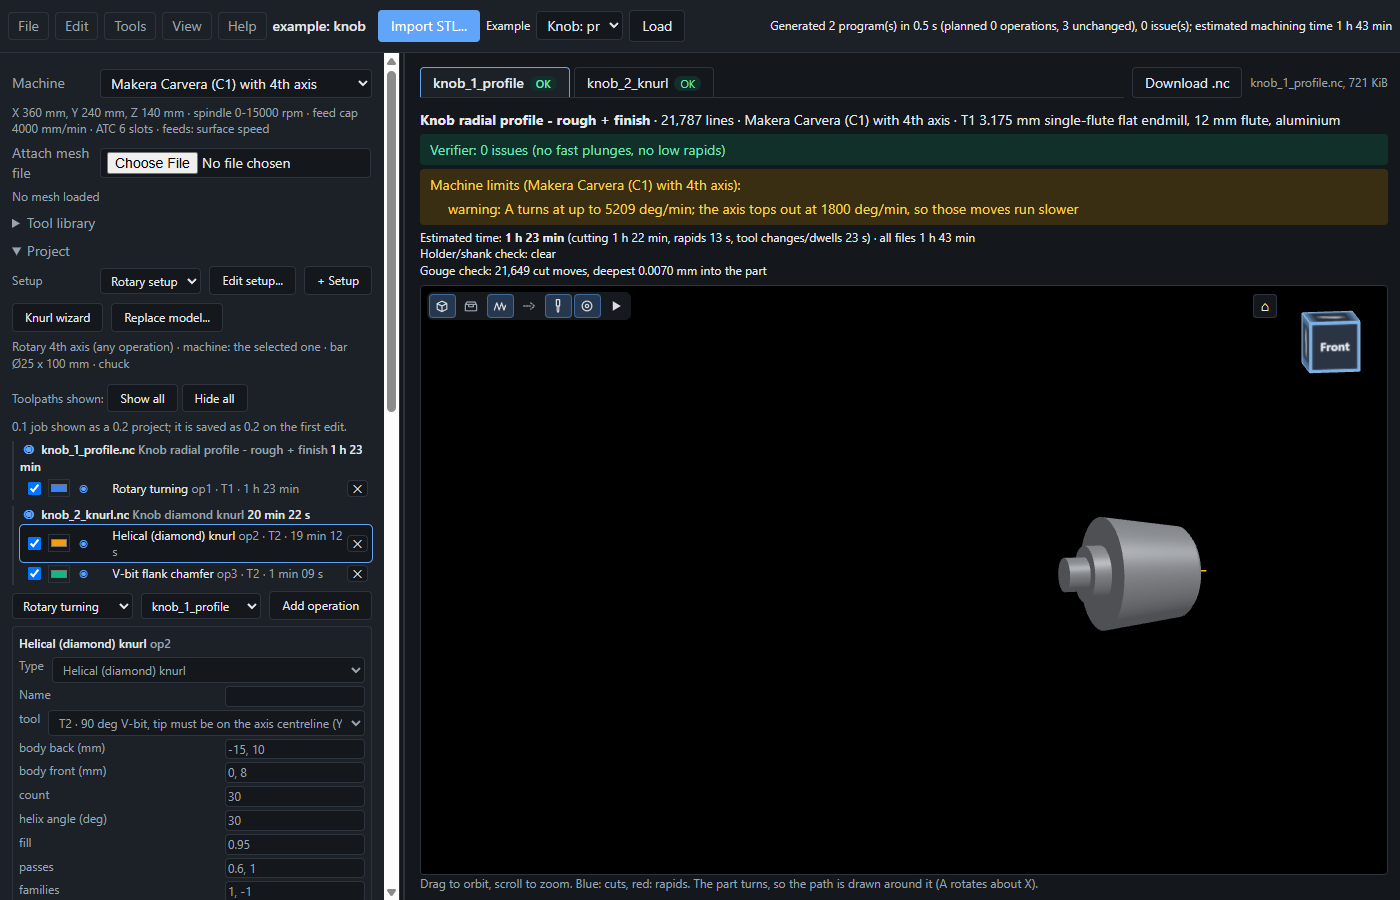 File Edit Tools View Help example: knob Import STL... Example Knob: pr Load Generated 2 program(s) in 0.5 s (planned 0 operations, 3 unchanged), 0 issue(s); estimated machining time 1 h 43 min
Machine Makera Carvera (C1) with 4th axis
X 360 mm, Y 240 mm, Z 140 mm · spindle 0-15000 rpm · feed cap
4000 mm/min · ATC 6 slots · feeds: surface speed
Attach mesh file Choose File No file chosen
No mesh loaded
Tool library
Project
Setup Rotary setup Edit setup... + Setup
Knurl wizard Replace model...
Rotary 4th axis (any operation) · machine: the selected one · bar
Ø25 x 100 mm · chuck
Toolpaths shown: Show all Hide all
0.1 job shown as a 0.2 project; it is saved as 0.2 on the first edit.
knob_1_profile.nc Knob radial profile - rough + finish 1 h 23
min
Rotary turning op1 · T1 · 1 h 23 min
knob_2_knurl.nc Knob diamond knurl 20 min 22 s
Helical (diamond) knurl op2 · T2 · 19 min 12
s
V-bit flank chamfer op3 · T2 · 1 min 09 s
Rotary turning knob_1_profile Add operation
Helical (diamond) knurl op2
Type Helical (diamond) knurl
Name
tool T2 · 90 deg V-bit, tip must be on the axis centreline (Y
body back (mm) -15, 10
body front (mm) 0, 8
count 30
helix angle (deg) 30
fill 0.95
passes 0.6, 1
families 1, -1
knob_1_profile OK knob_2_knurl OK Download .nc knob_1_profile.nc, 721 KiB
Knob radial profile - rough + finish · 21,787 lines · Makera Carvera (C1) with 4th axis · T1 3.175 mm single-flute flat endmill, 12 mm flute, aluminium
Verifier: 0 issues (no fast plunges, no low rapids)
Machine limits (Makera Carvera (C1) with 4th axis):
warning: A turns at up to 5209 deg/min; the axis tops out at 1800 deg/min, so those moves run slower
Estimated time: 1 h 23 min (cutting 1 h 22 min, rapids 13 s, tool changes/dwells 23 s) · all files 1 h 43 min
Holder/shank check: clear
Gouge check: 21,649 cut moves, deepest 0.0070 mm into the part
Front
Drag to orbit, scroll to zoom. Blue: cuts, red: rapids. The part turns, so the path is drawn around it (A rotates about X).